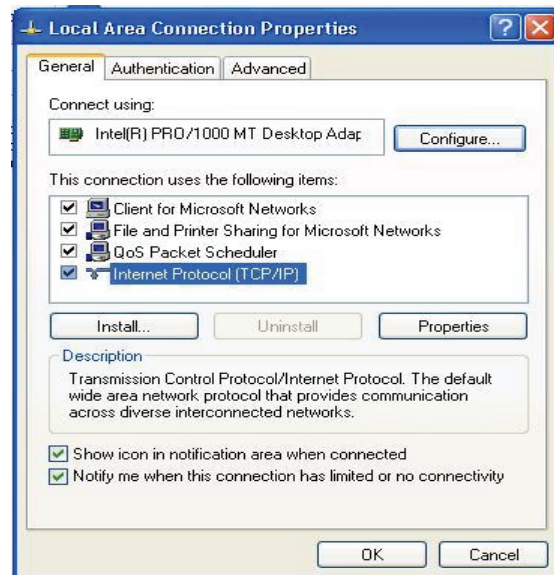 Local Area Connection Properties
General Authentication Advanced
Connect using:
Intel(R) PRO/1000 MT Desktop Adap
Configure...
This connection uses the following items:
Client for Microsoft Networks
File and Printer Sharing for Microsoft Networks
QoS Packet Scheduler
Internet Protocol (TCP/IP)
Install... Uninstall Properties
Description
Transmission Control Protocol/Internet Protocol. The default
wide area network protocol that provides communication
across diverse interconnected networks.
Show icon in notification area when connected
Notify me when this connection has limited or no connectivity
OK Cancel